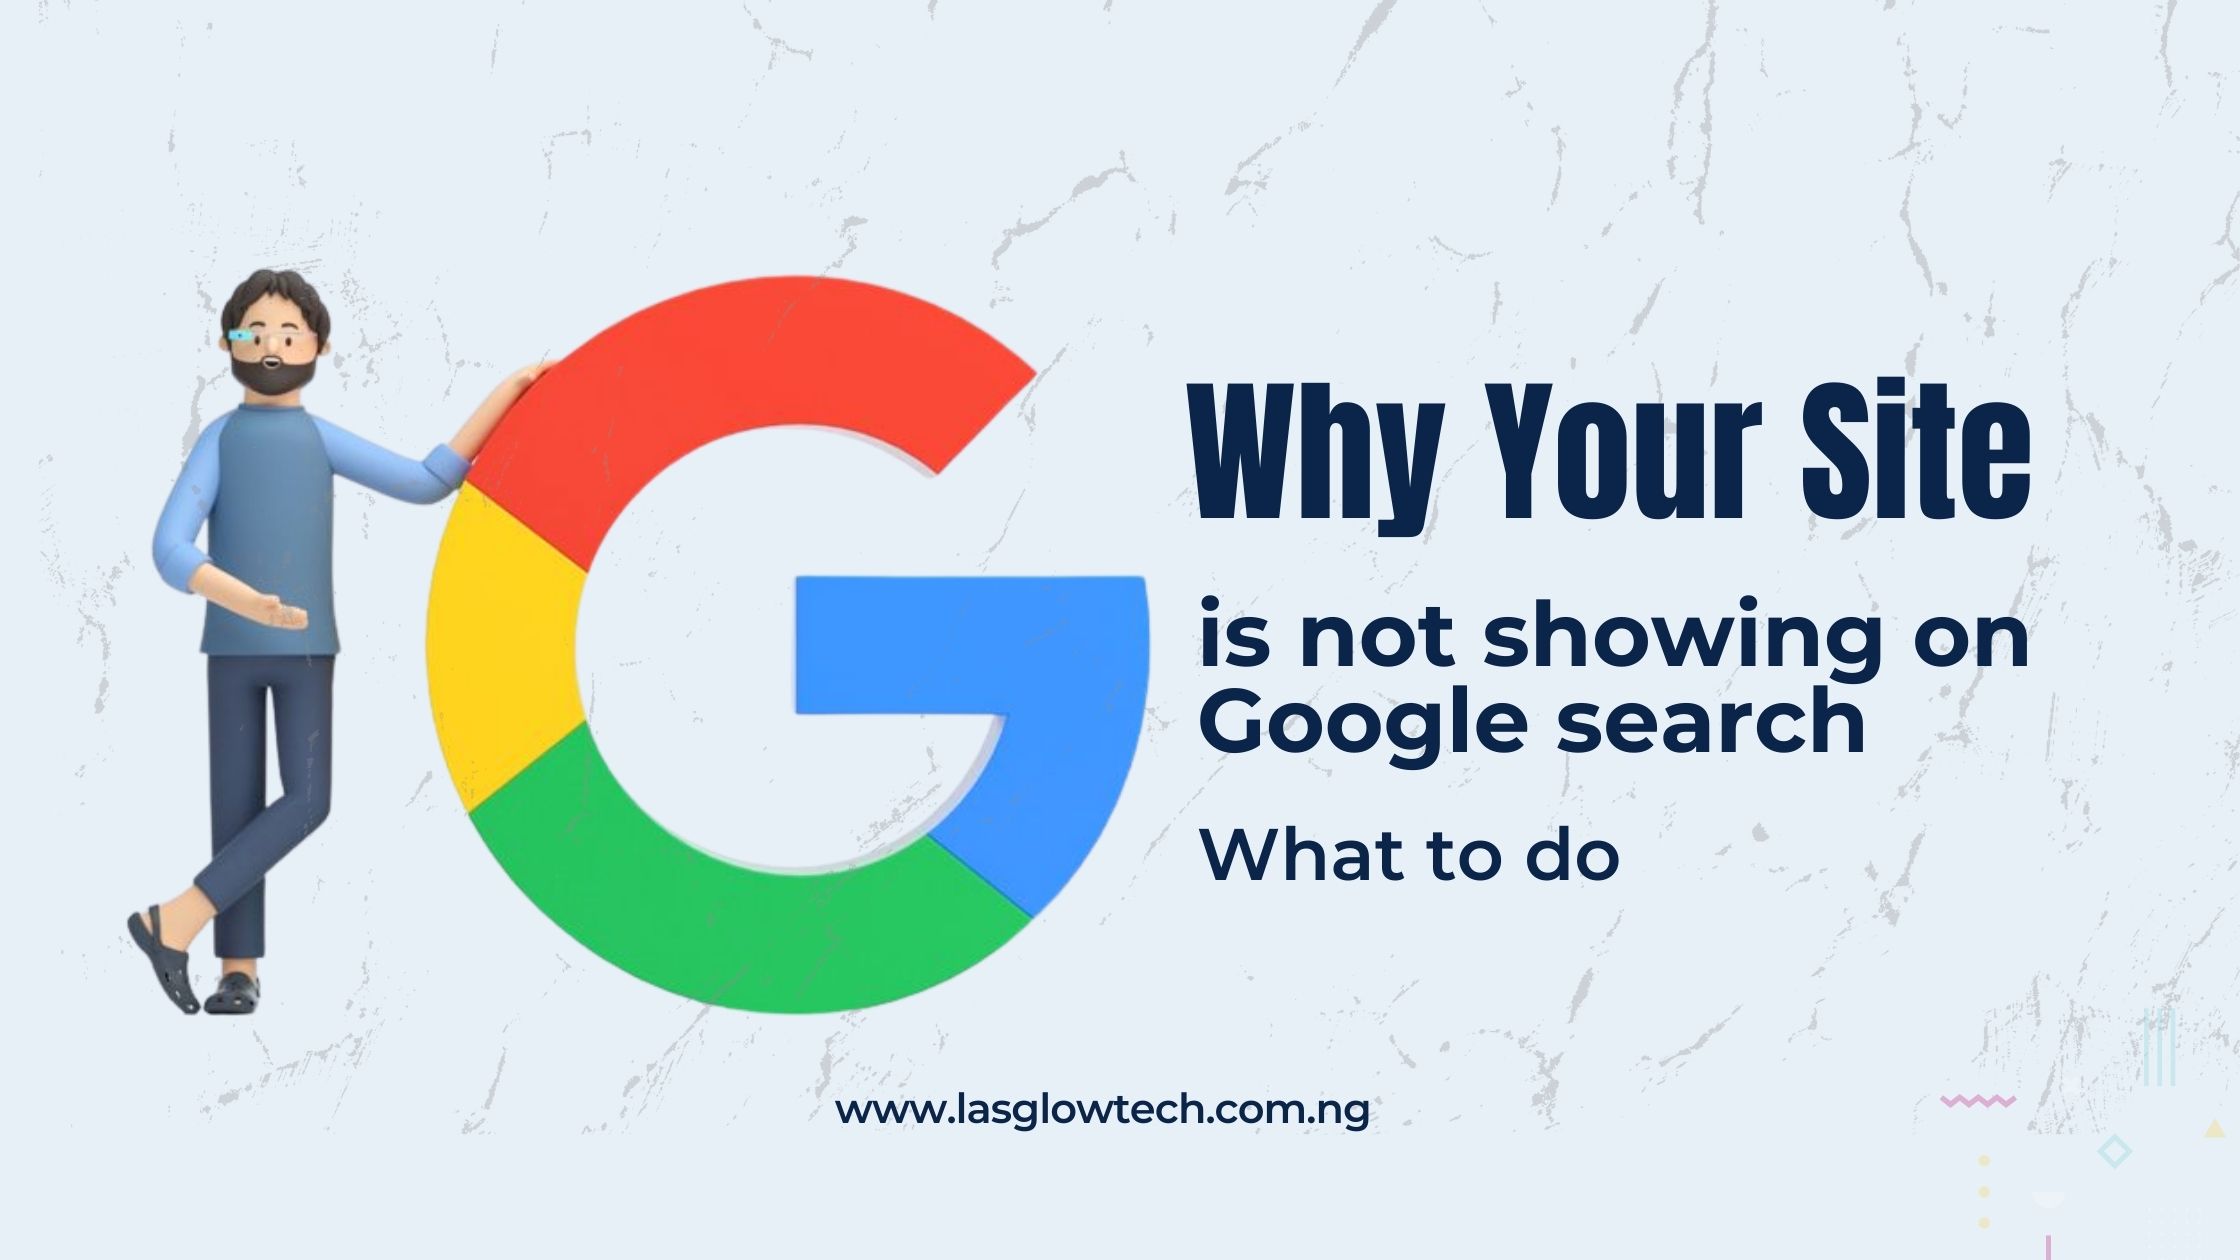 Why Your Site
is not showing on
Google search
What to do
www.lasglowtech.com.ng